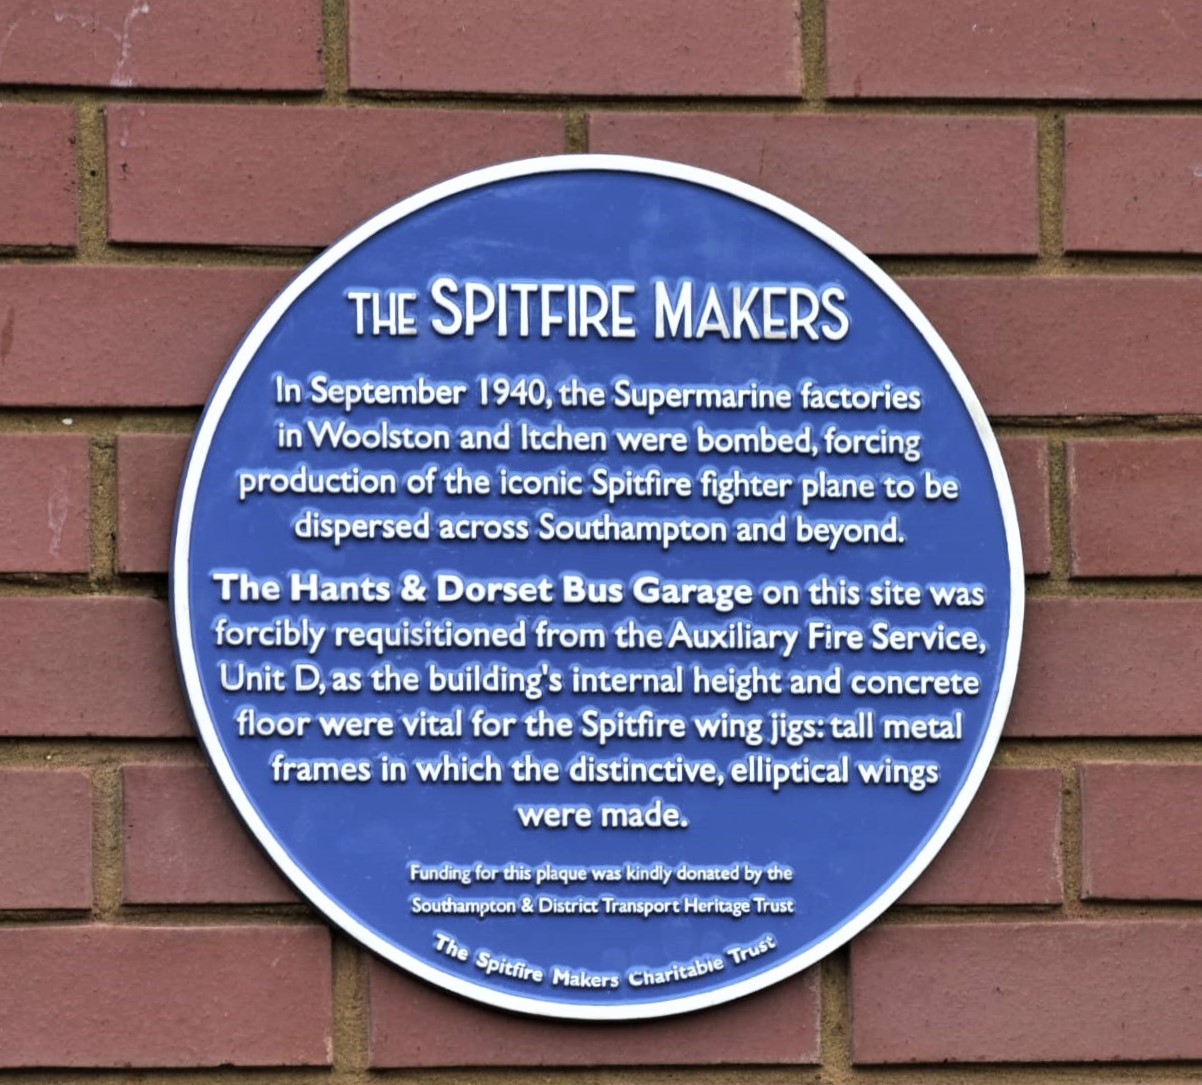 THE SPITFIRE MAKERS
In September 1940, the Supermarine factories
in Woolston and Itchen were bombed, forcing
production of the iconic Spitfire fighter plane to be
dispersed across Southampton and beyond.
The Hants & Dorset Bus Garage on this site was
forcibly requisitioned from the Auxiliary Fire Service,
Unit D, as the building's internal height and concrete
floor were vital for the Spitfire wing jigs: tall metal
frames in which the distinctive, elliptical wings
were made.
Funding for this plaque was kindly donated by the
Southampton & District Transport Heritage Trust
The Spitfire Makers Charitable Trust